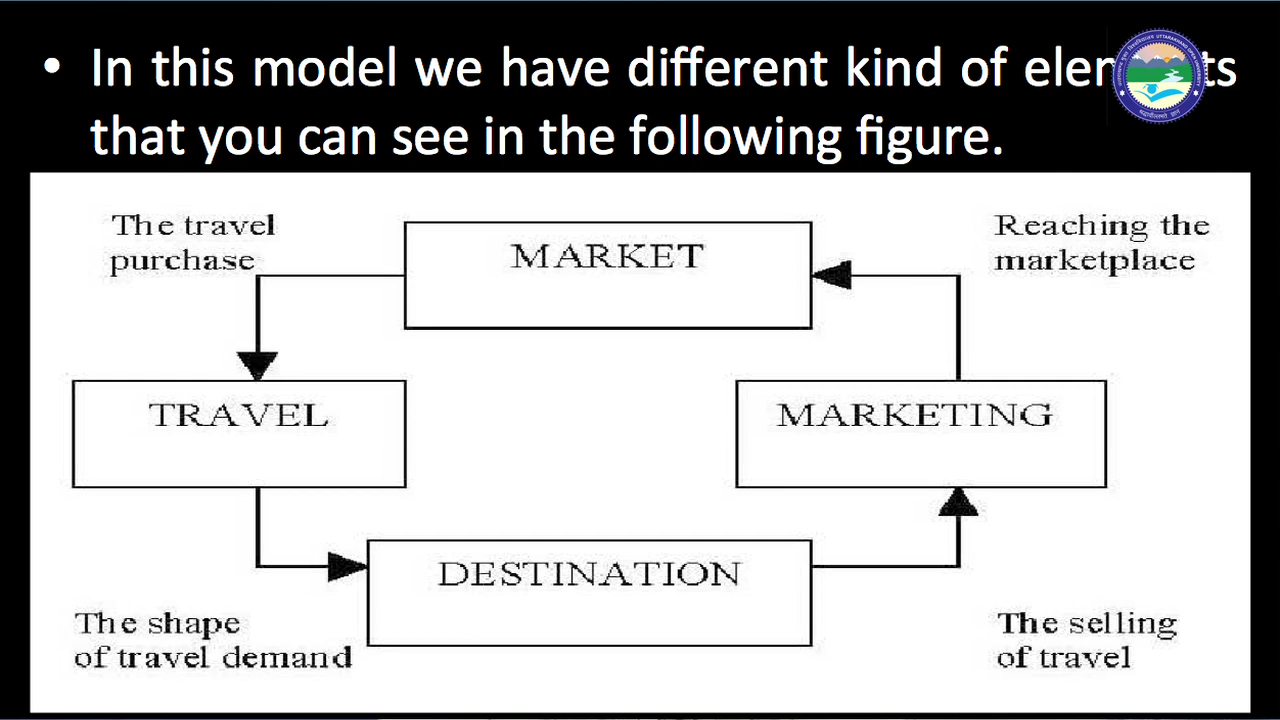 • In this model we have different kind of
that you can see in the following figure.
The travel
purchase
MARKET
Reaching the
marketplace
TRAVEL
MARKETING
DESTINATION
The shape
of travel demand
The selling
of travel